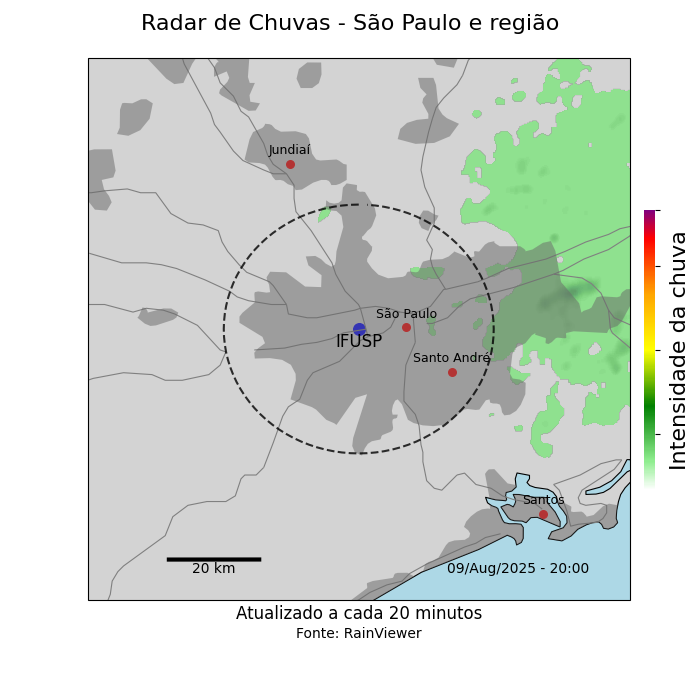 Radar de Chuvas - São Paulo e região
Jundiaí
São Paulo
IFUSP
Santo André
Santos
20 km
09/Aug/2025 - 20:00
Intensidade da chuva
Atualizado a cada 20 minutos
Fonte: RainViewer